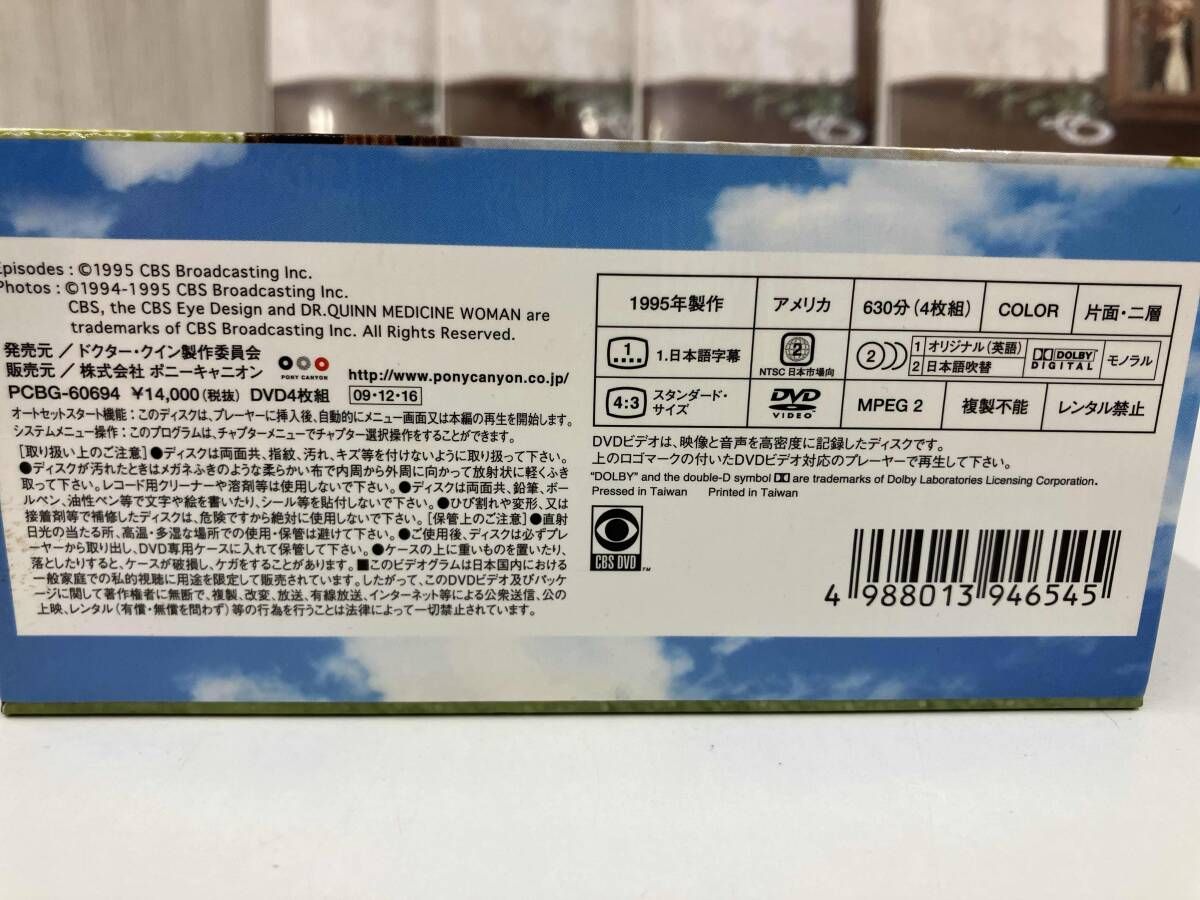 Episodes : ©1995 CBS Broadcasting Inc.
Photos : ©1994-1995 CBS Broadcasting Inc.
CBS, the CBS Eye Design and DR.QUINN MEDICINE WOMAN are
trademarks of CBS Broadcasting Inc. All Rights Reserved.
発売元／ドクター・クイン製作委員会
販売元／株式会社 ポニーキャニオン
PONY CANYON
http://www.ponycanyon.co.jp/
PCBG-60694 ¥14,000(税抜) DVD4枚組 09・12・16
オートセットスタート機能：このディスクは、プレーヤーに挿入後、自動的にメニュー画面又は本編の再生を開始します。
システムメニュー操作：このプログラムは、チャプターメニューでチャプター選択操作をすることができます。
[取り扱い上のご注意]●ディスクは両面共、指紋、汚れ、キズ等を付けないように取り扱って下さい。
●ディスクが汚れたときはメガネふきのような柔らかい布で内周から外周に向かって放射状に軽くふき
取って下さい。レコード用クリーナーや溶剤等は使用しないで下さい。●ディスクは両面共、鉛筆、ボー
ルペン、油性ペン等で文字や絵を書いたり、シール等を貼付しないで下さい。●ひび割れや変形、又は
接着剤等で補修したディスクは、危険ですから絶対に使用しないで下さい。[保管上のご注意]●直射
日光の当たる所、高温・多湿な場所での使用・保管は避けて下さい。●ご使用後、ディスクは必ずプレ
ーヤーから取り出し、DVD専用ケースに入れて保管して下さい。●ケースの上に重いものを置いたり、
落としたりすると、ケースが破損し、ケガをすることがあります。■このビデオグラムは日本国内における
一般家庭での私的視聴に用途を限定して販売されています。したがって、このDVDビデオ及びパッケ
ージに関して著作権者に無断で、複製、改変、放送、有線放送、インターネット等による公衆送信、公の
上映、レンタル(有償・無償を問わず)等の行為を行うことは法律によって一切禁止されています。
1995年製作 アメリカ 630分(4枚組) COLOR 片面・二層
1 1.日本語字幕 2 NTSC 日本市場向 2 1 オリジナル(英語) 2 日本語吹替 DOLBY DIGITAL モノラル
4:3 スタンダード・サイズ DVD VIDEO MPEG 2 複製不能 レンタル禁止
DVDビデオは、映像と音声を高密度に記録したディスクです。
上のロゴマークの付いたDVDビデオ対応のプレーヤーで再生して下さい。
"DOLBY" and the double-D symbol are trademarks of Dolby Laboratories Licensing Corporation.
Pressed in Taiwan Printed in Taiwan
CBS DVD ™
4 988013 946545